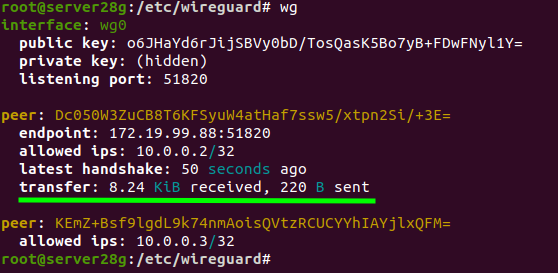 root@server28g:/etc/wireguard# wg
interface: wg0
public key: o6JHaYd6rJijSBVy0bD/TosQasK5Bo7yB+FDwFNyl1Y=
private key: (hidden)
listening port: 51820
peer: Dc050W3ZuCB8T6KFSyuW4atHaf7ssw5/xtpn2Si/+3E=
endpoint: 172.19.99.88:51820
allowed ips: 10.0.0.2/32
latest handshake: 50 seconds ago
transfer: 8.24 KiB received, 220 B sent
peer: KEmZ+Bsf9lgdL9k74nmAoisQVtzRCUCYYhIAYjlxQFM=
allowed ips: 10.0.0.3/32
root@server28g:/etc/wireguard#